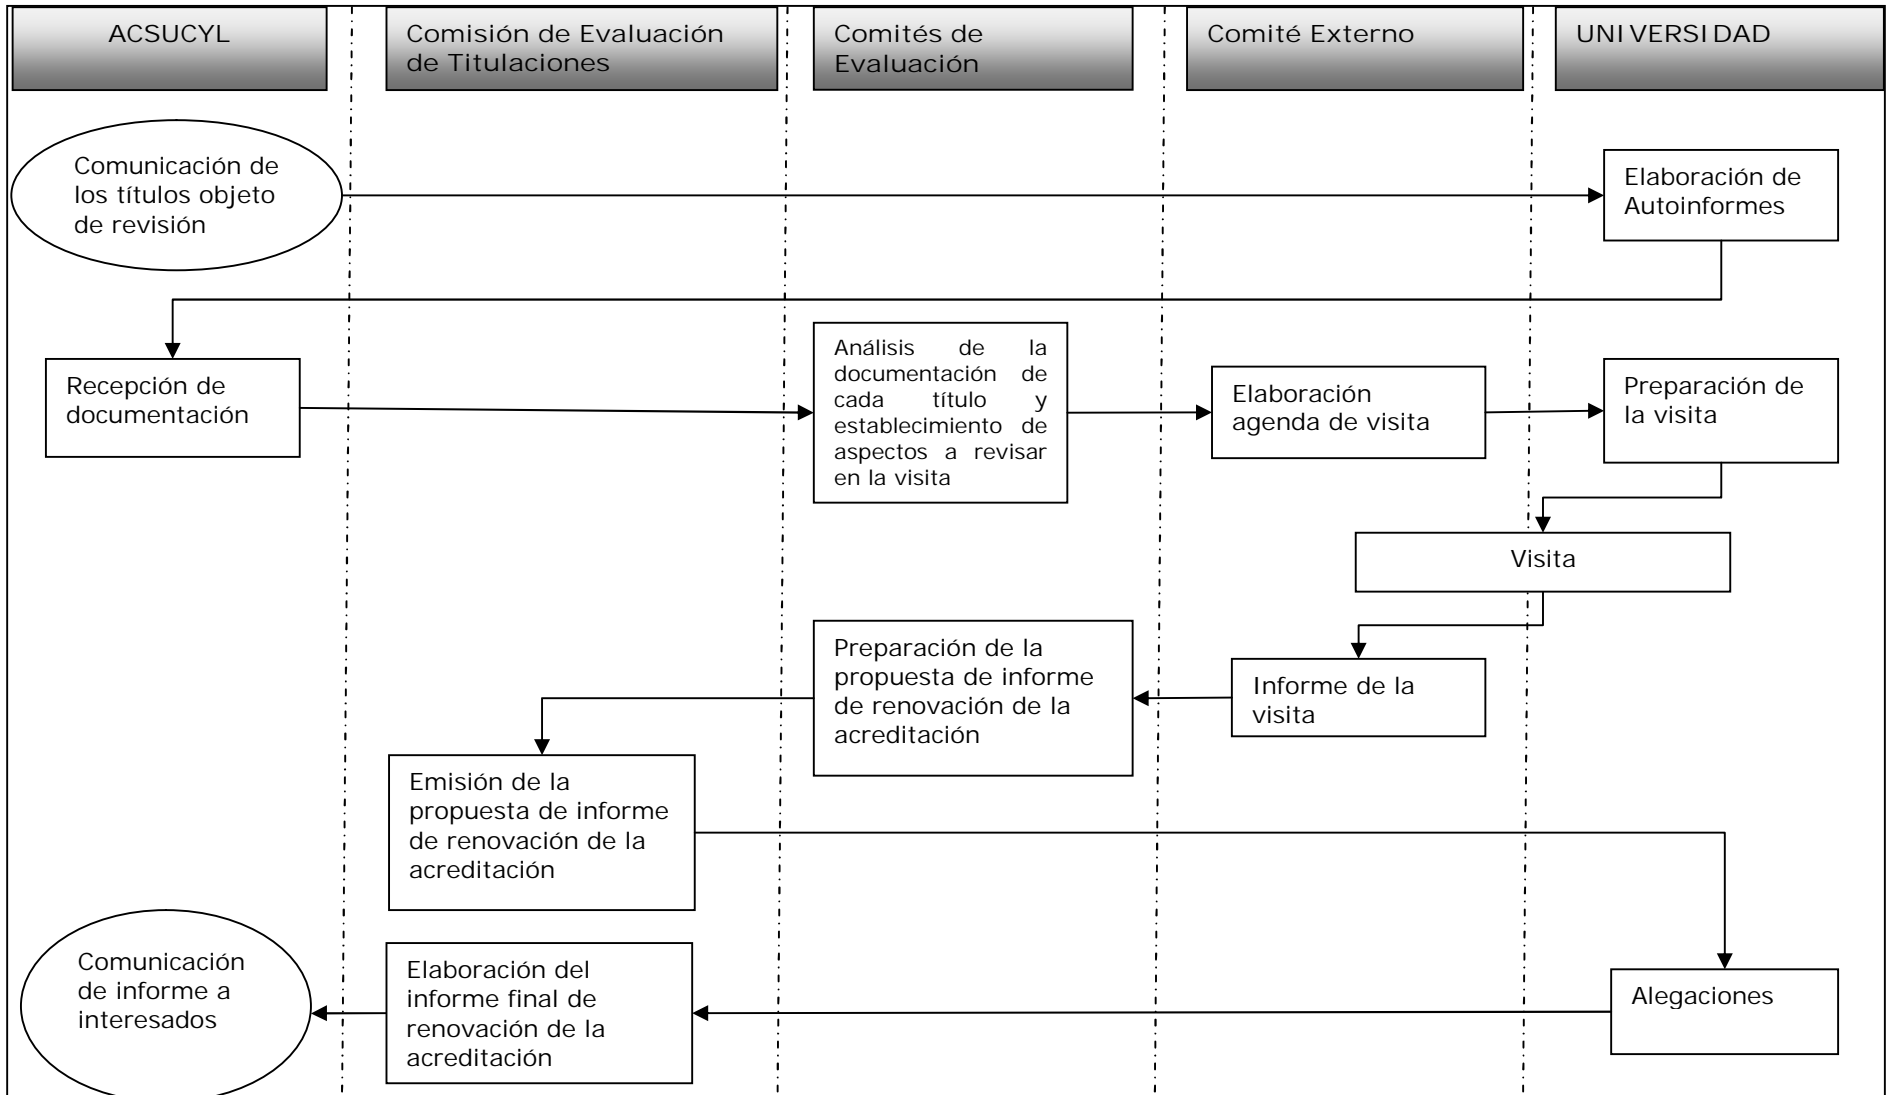 ACSUCYL
Comisión de Evaluación
de Titulaciones
Comités de
Evaluación
Comité Externo
UNIVERSIDAD
Comunicación de
los títulos objeto
de revisión
Elaboración de
Autoinformes
Recepción de
documentación
Análisis de la
documentación de
cada título y
establecimiento de
aspectos a revisar
en la visita
Elaboración
agenda de visita
Preparación de
la visita
Visita
Preparación de la
propuesta de informe
de renovación de la
acreditación
Informe de la
visita
Emisión de la
propuesta de informe
de renovación de la
acreditación
Comunicación
de informe a
interesados
Elaboración del
informe final de
renovación de la
acreditación
Alegaciones